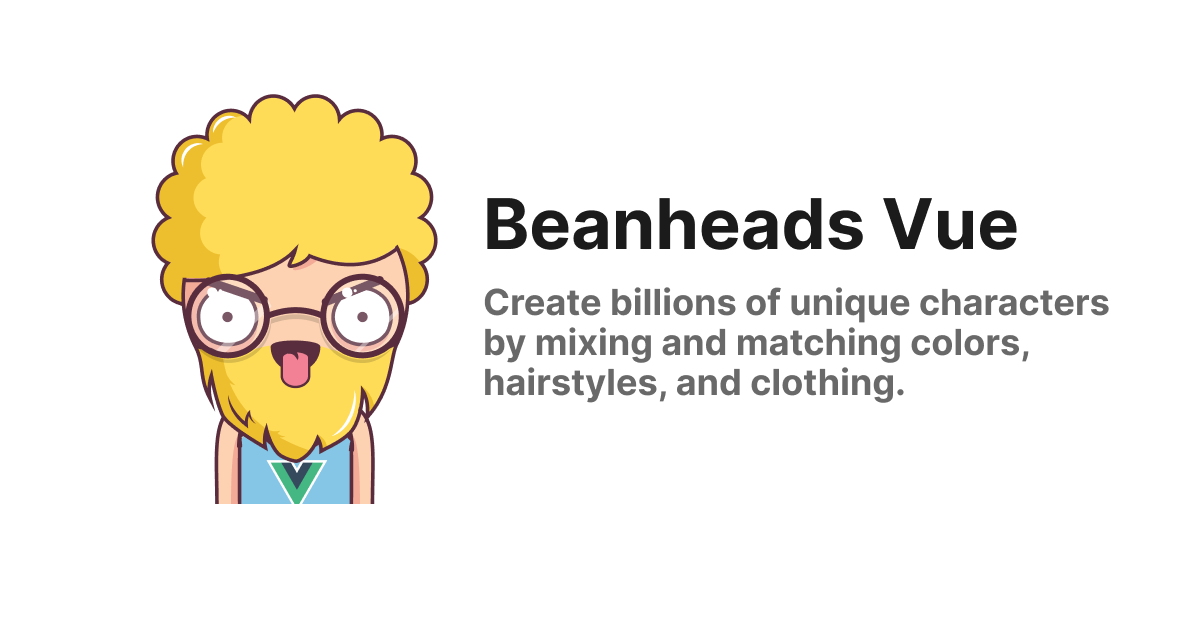 Beanheads Vue
Create billions of unique characters
by mixing and matching colors,
hairstyles, and clothing.